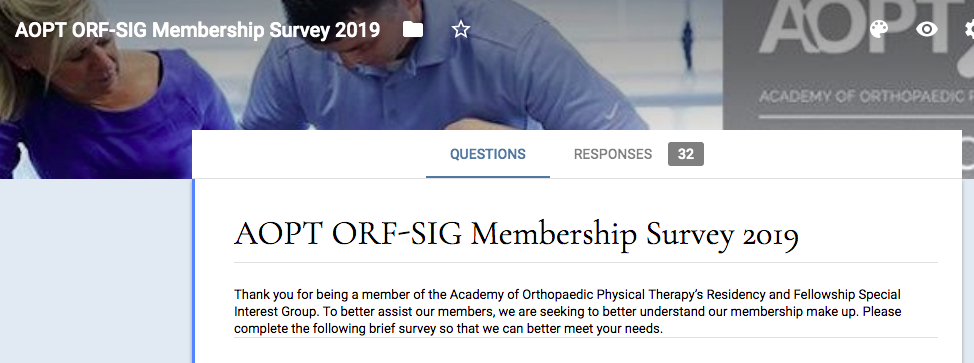 AOPT ORF-SIG Membership Survey 2019
AOPT
ACADEMY OF ORTHOPAEDIC
QUESTIONS
RESPONSES 32
AOPT ORF-SIG Membership Survey 2019
Thank you for being a member of the Academy of Orthopaedic Physical Therapy's Residency and Fellowship Special
Interest Group. To better assist our members, we are seeking to better understand our membership make up. Please
complete the following brief survey so that we can better meet your needs.